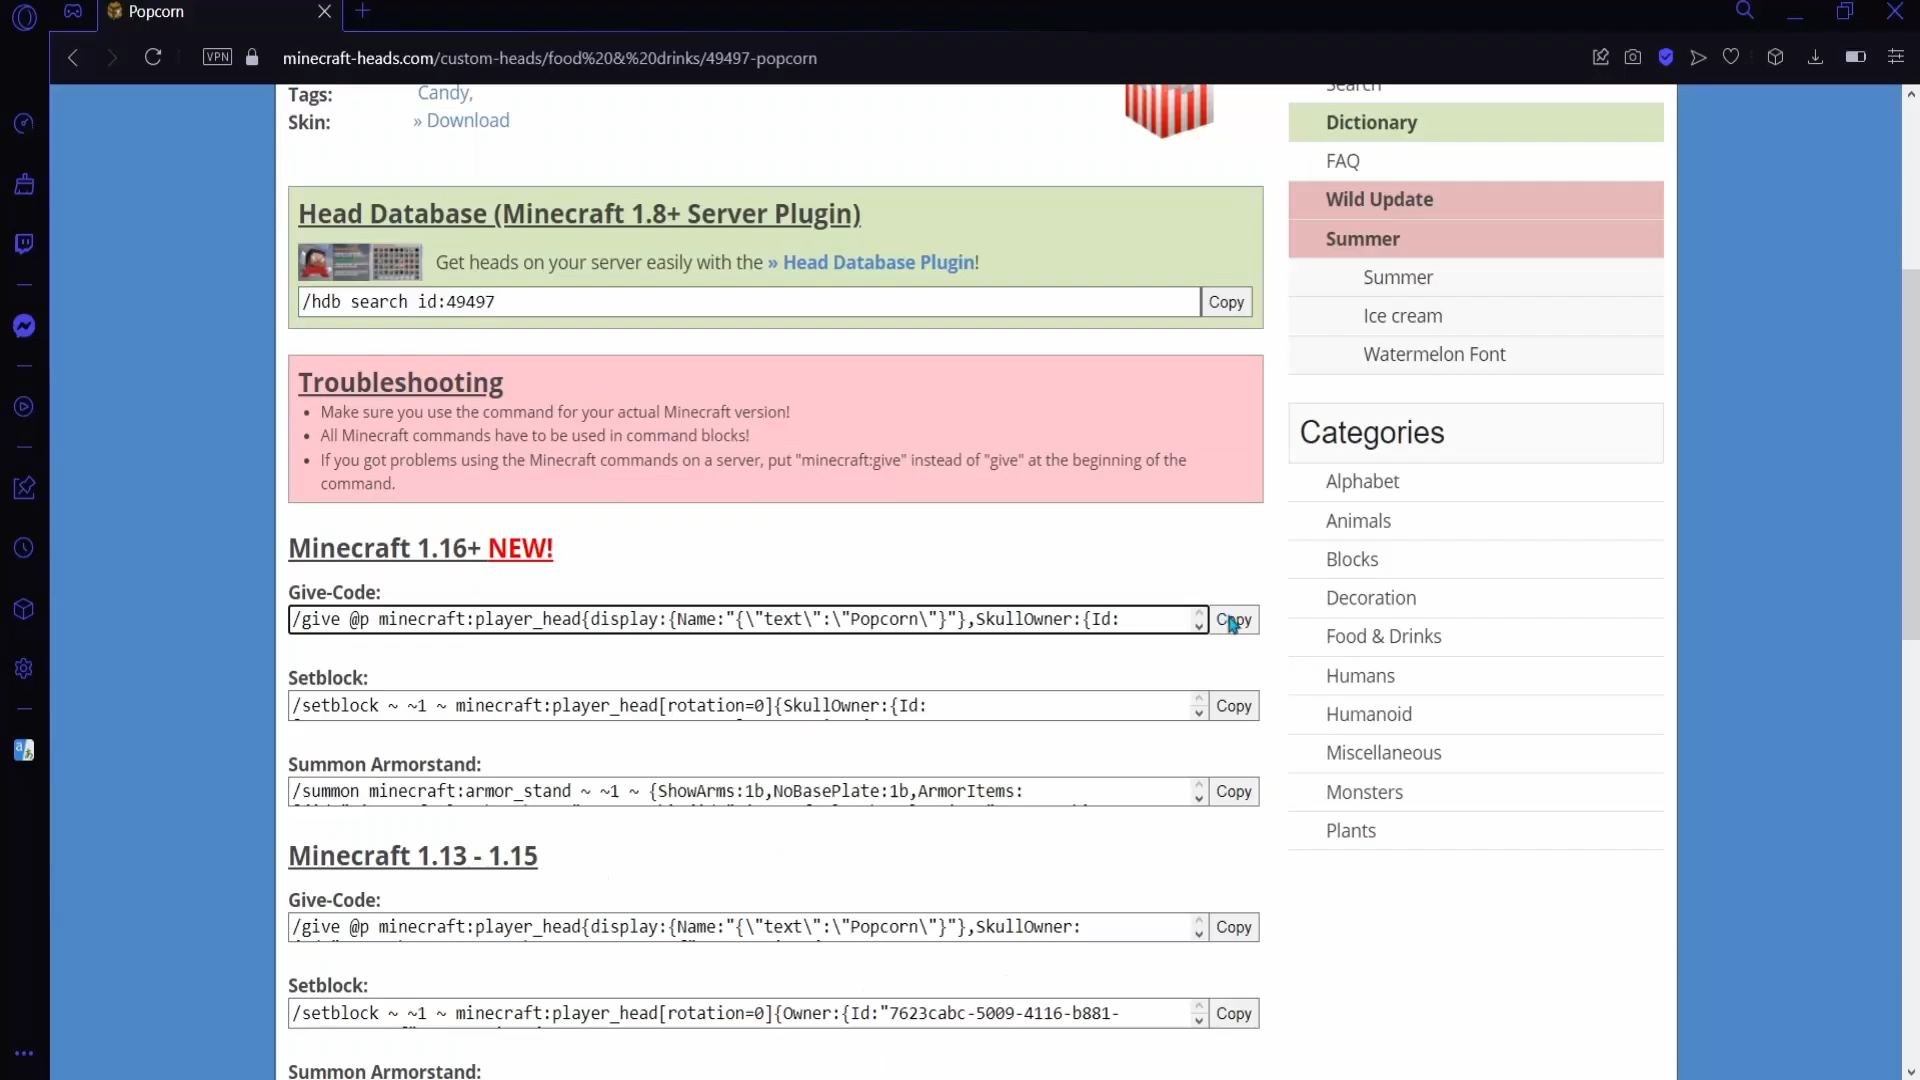 Popcorn
VPN
minecraft-heads.com/custom-heads/food%20&%20drinks/49497-popcorn
Tags: Candy,
Skin: » Download
Head Database (Minecraft 1.8+ Server Plugin)
Get heads on your server easily with the » Head Database Plugin!
/hdb search id:49497 Copy
Troubleshooting
• Make sure you use the command for your actual Minecraft version!
• All Minecraft commands have to be used in command blocks!
• If you got problems using the Minecraft commands on a server, put "minecraft:give" instead of "give" at the beginning of the
command.
Minecraft 1.16+ NEW!
Give-Code:
/give @p minecraft:player_head{display:{Name:"{\"text\":\"Popcorn\"}"},SkullOwner:{Id: Copy
Setblock:
/setblock ~ ~1 ~ minecraft:player_head[rotation=0]{SkullOwner:{Id: Copy
Summon Armorstand:
/summon minecraft:armor_stand ~ ~1 ~ {ShowArms:1b,NoBasePlate:1b,ArmorItems: Copy
Minecraft 1.13 - 1.15
Give-Code:
/give @p minecraft:player_head{display:{Name:"{\"text\":\"Popcorn\"}"},SkullOwner: Copy
Setblock:
/setblock ~ ~1 ~ minecraft:player_head[rotation=0]{Owner:{Id:"7623cabc-5009-4116-b881- Copy
Summon Armorstand:
Search
Dictionary
FAQ
Wild Update
Summer
Summer
Ice cream
Watermelon Font
Categories
Alphabet
Animals
Blocks
Decoration
Food & Drinks
Humans
Humanoid
Miscellaneous
Monsters
Plants